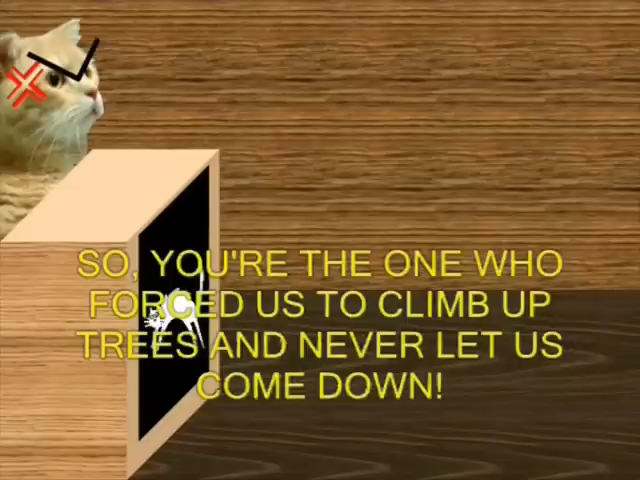 SO, YOU'RE THE ONE WHO
FORCED US TO CLIMB UP
TREES AND NEVER LET US
COME DOWN!